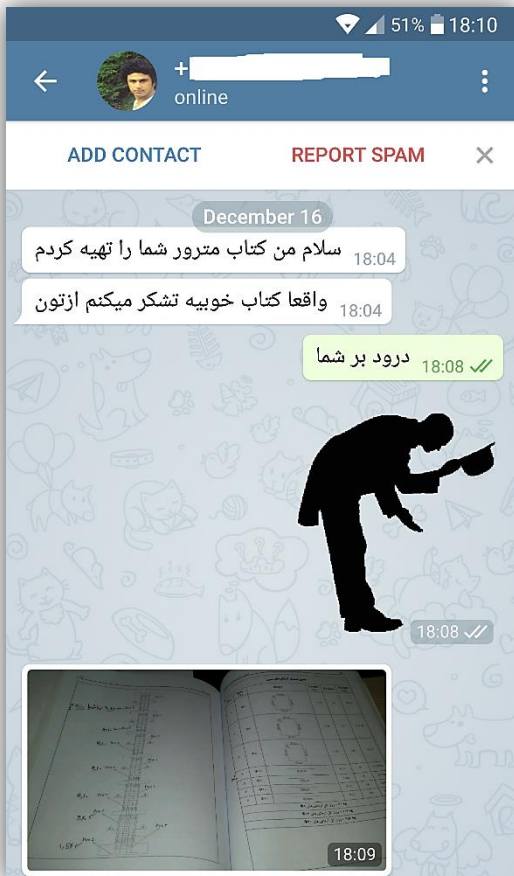 51% 18:10
+
online
ADD CONTACT REPORT SPAM
December 16
سلام من کتاب مترور شما را تهیه کردم 18:04
واقعا کتاب خوبیه تشکر میکنم ازتون 18:04
درود بر شما 18:08
18:08
18:09